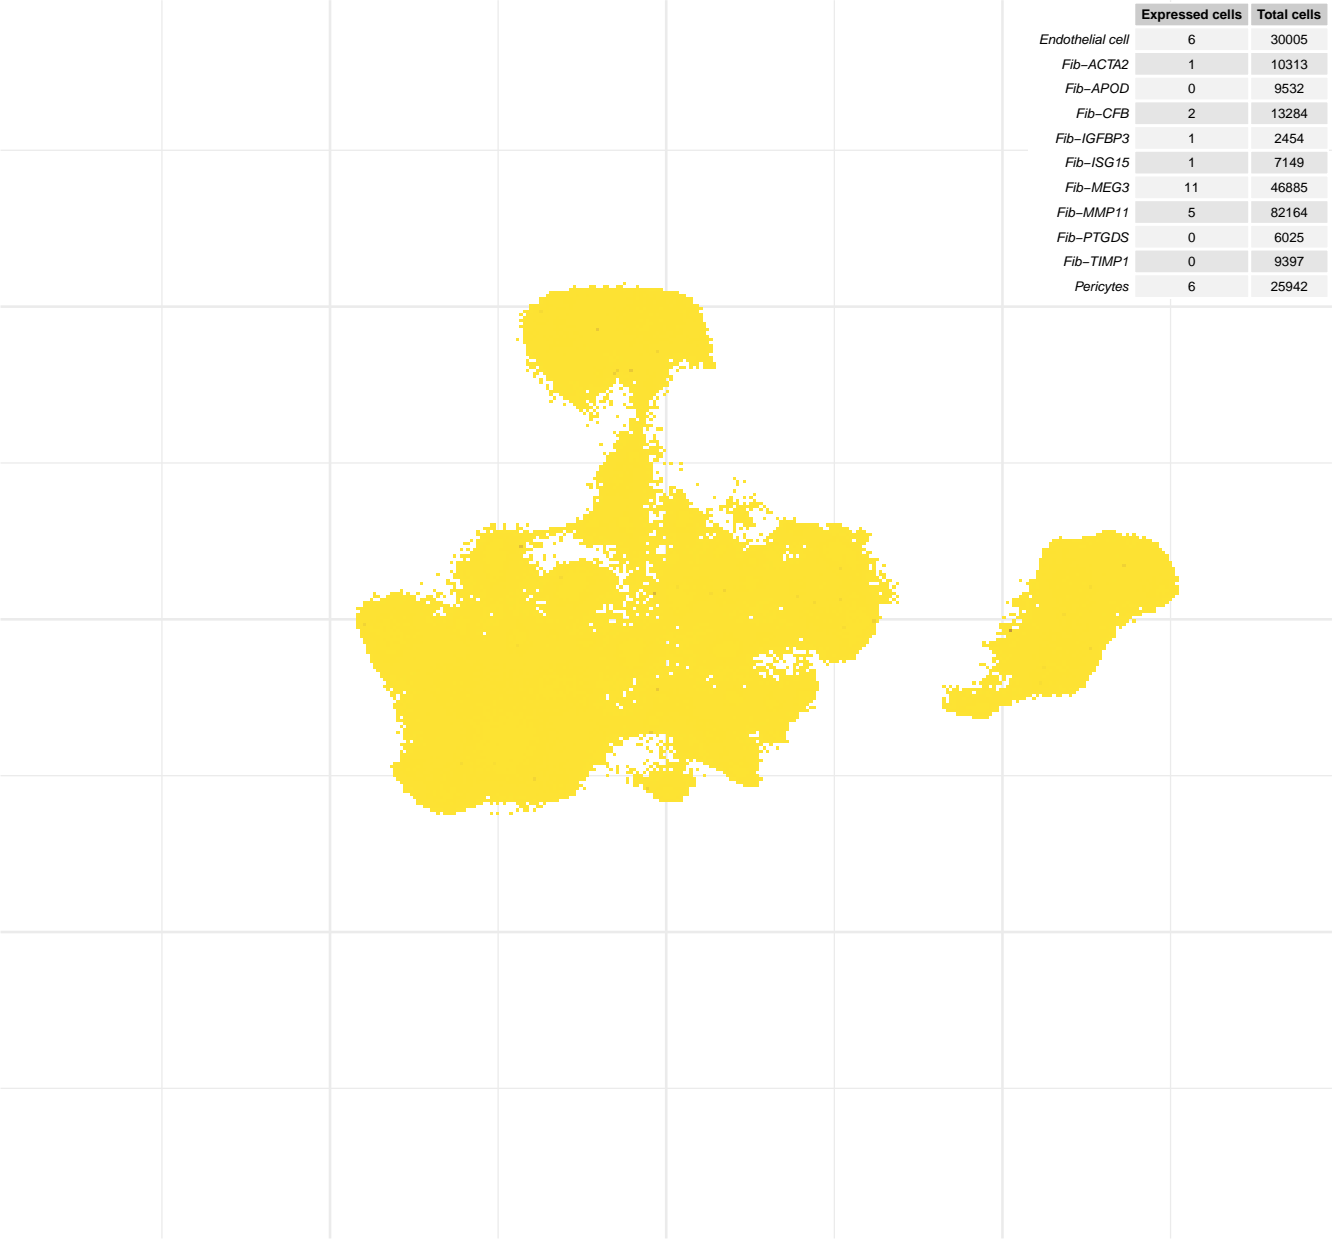 Expressed cells Total cells
Endothelial cell 6 30005
Fib−ACTA2 1 10313
Fib−APOD 0 9532
Fib−CFB 2 13284
Fib−IGFBP3 1 2454
Fib−ISG15 1 7149
Fib−MEG3 11 46885
Fib−MMP11 5 82164
Fib−PTGDS 0 6025
Fib−TIMP1 0 9397
Pericytes 6 25942